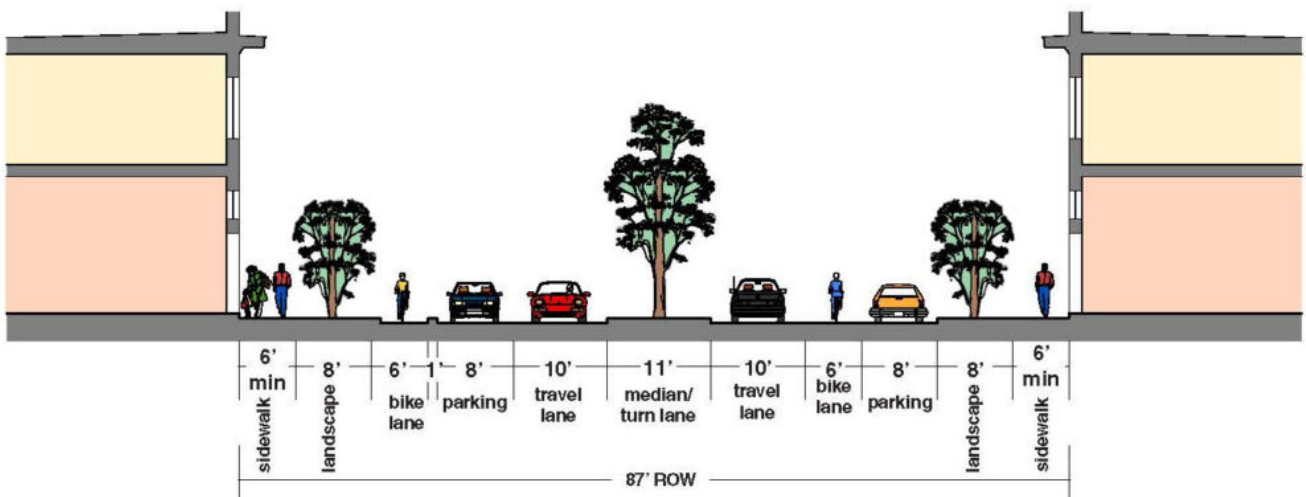 6’ min sidewalk
8’ landscape
6’ bike lane
1’
8’ parking
10’ travel lane
11’ median/ turn lane
10’ travel lane
6’ bike lane
8’ parking
8’ landscape
6’ min sidewalk
87’ ROW